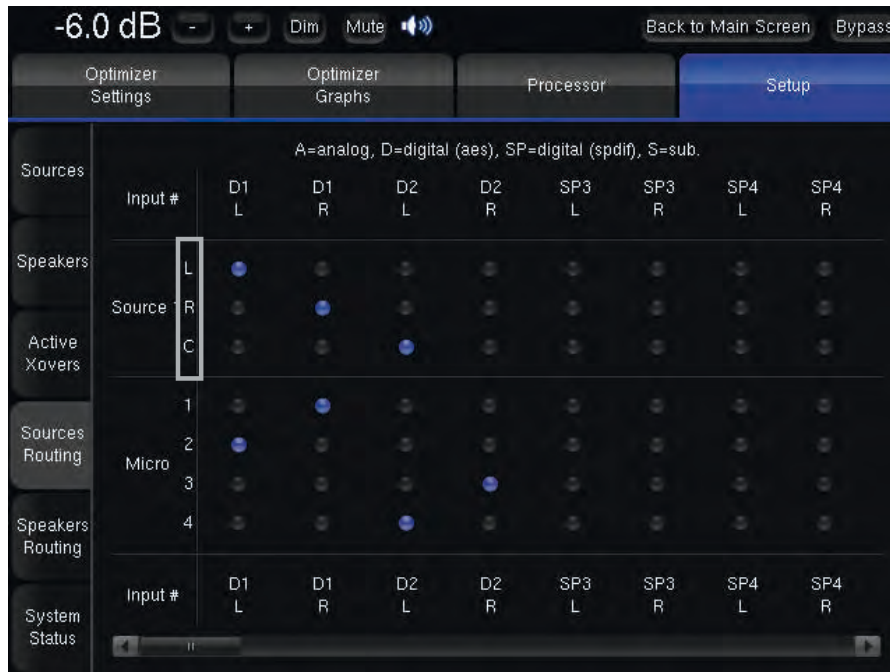 -6.0 dB - + Dim Mute Back to Main Screen Bypass
Optimizer Settings
Optimizer Graphs
Processor
Setup
Sources
Speakers
Active Xovers
Sources Routing
Speakers Routing
System Status
A=analog, D=digital (aes), SP=digital (spdif), S=sub.
Input # D1 L D1 R D2 L D2 R SP3 L SP3 R SP4 L SP4 R
L
Source 1 R
C
1
2
Micro
3
4
Input # D1 L D1 R D2 L D2 R SP3 L SP3 R SP4 L SP4 R